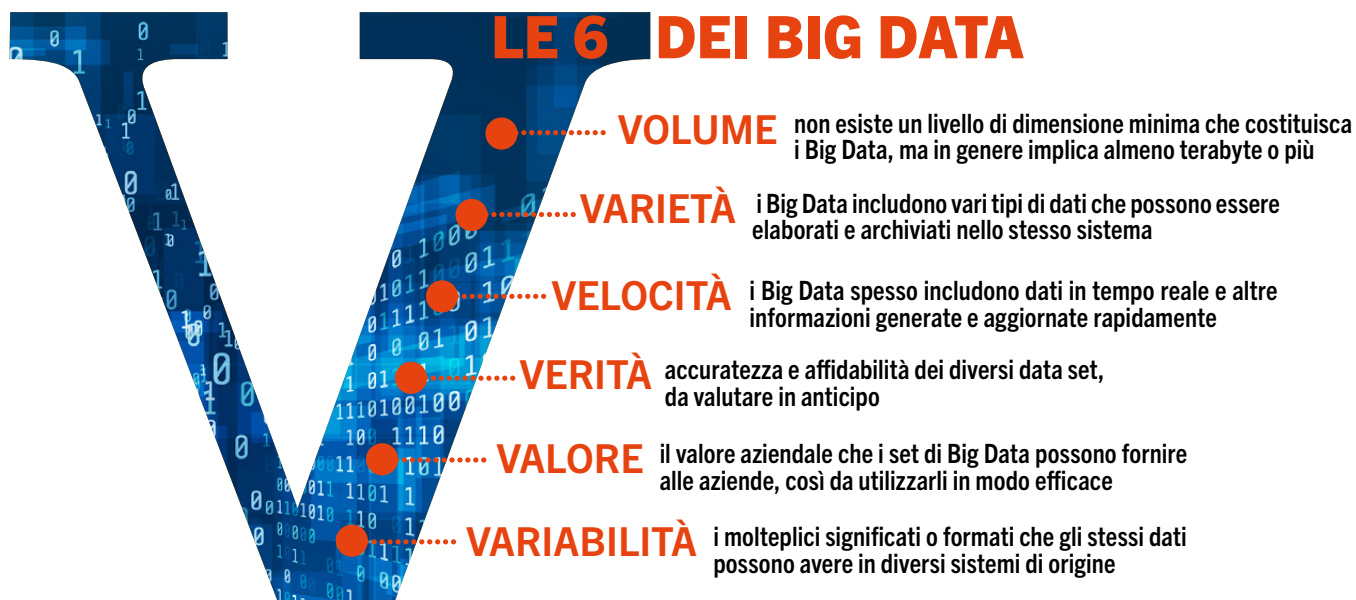 LE 6 DEI BIG DATA
VOLUME non esiste un livello di dimensione minima che costituisca
i Big Data, ma in genere implica almeno terabyte o più
VARIETÀ i Big Data includono vari tipi di dati che possono essere
elaborati e archiviati nello stesso sistema
VELOCITÀ i Big Data spesso includono dati in tempo reale e altre
informazioni generate e aggiornate rapidamente
VERITÀ accuratezza e affidabilità dei diversi data set,
da valutare in anticipo
VALORE il valore aziendale che i set di Big Data possono fornire
alle aziende, così da utilizzarli in modo efficace
VARIABILITÀ i molteplici significati o formati che gli stessi dati
possono avere in diversi sistemi di origine